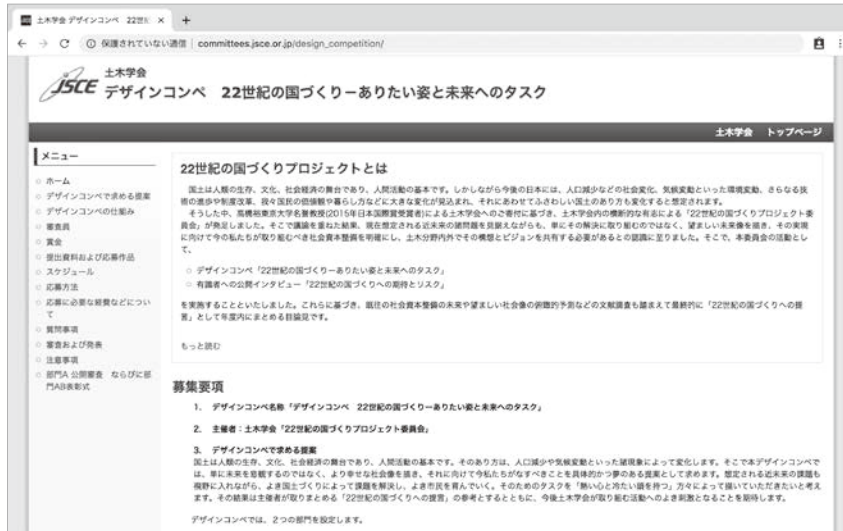 土木学会 デザインコンペ 22世
保護されていない通信 | committees.jsce.or.jp/design_competition/
JSCE 土木学会
デザインコンペ 22世紀の国づくりーありたい姿と未来へのタスク
土木学会 トップページ
メニュー
ホーム
デザインコンペで求める提案
デザインコンペの仕組み
審査員
賞金
提出資料および応募作品
スケジュール
応募方法
応募に必要な経費などについ
て
質問事項
審査および発表
注意事項
部門A 公開審査 ならびに部
門AB表彰式
22世紀の国づくりプロジェクトとは
国土は人類の生存、文化、社会経済の舞台であり、人間活動の基本です。しかしながら今後の日本には、人口減少などの社会変化、気候変動といった環境変動、さらなる技
術の進歩や制度改革、我々国民の価値観や暮らし方などに大きな変化が見込まれ、それにあわせてふさわしい国土のあり方も変化すると想定されます。
そうした中、高橋裕東京大学名誉教授(2015年日本国際賞受賞者)による土木学会へのご寄付に基づき、土木学会内の横断的な有志による「22世紀の国づくりプロジェクト委
員会」が発足しました。そこで議論を重ねた結果、現在想定される近未来の諸問題を見据えながらも、単にその解決に取り組むのではなく、望ましい未来像を描き、その実現
に向けて今の私たちが取り組むべき社会資本整備を明確にし、土木分野内外でその構想とビジョンを共有する必要があるとの認識に至りました。そこで、本委員会の活動とし
て、
デザインコンペ「22世紀の国づくりーありたい姿と未来へのタスク」
有識者への公開インタビュー「22世紀の国づくりへの期待とリスク」
を実施することといたしました。これらに基づき、既往の社会資本整備の未来や望ましい社会像の俯瞰的予測などの文献調査も踏まえて最終的に「22世紀の国づくりへの提
言」として年度内にまとめる目論見です。
もっと読む
募集要項
1. デザインコンペ名称「デザインコンペ 22世紀の国づくりーありたい姿と未来へのタスク」
2. 主催者：土木学会「22世紀の国づくりプロジェクト委員会」
3. デザインコンペで求める提案
国土は人類の生存、文化、社会経済の舞台であり、人間活動の基本です。そのあり方は、人口減少や気候変動といった諸現象によって変化します。そこで本デザインコンペで
は、単に未来を悲観するのではなく、より幸せな社会像を描き、それに向けて今私たちがなすべきことを具体的かつ夢のある提案として求めます。想定される近未来の課題も
視野に入れながら、よき国土づくりによって課題を解決し、よき市民を育んでいく。そのためのタスクを「熱い心と冷たい頭を持つ」方々によって描いていただきたいと考え
ます。その結果は主催者が取りまとめる「22世紀の国づくりへの提言」の参考とするとともに、今後土木学会が取り組む活動へのよき刺激となることを期待します。
デザインコンペでは、２つの部門を設定します。